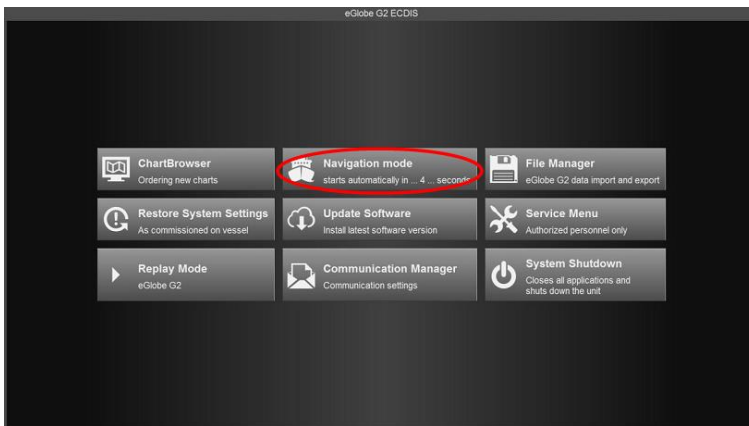 eGlobe G2 ECDIS
ChartBrowser
Ordering new charts
Navigation mode
starts automatically in ... 4 ... seconds
File Manager
eGlobe G2 data import and export
Restore System Settings
As commissioned on vessel
Update Software
Install latest software version
Service Menu
Authorized personnel only
Replay Mode
eGlobe G2
Communication Manager
Communication settings
System Shutdown
Closes all applications and
shuts down the unit